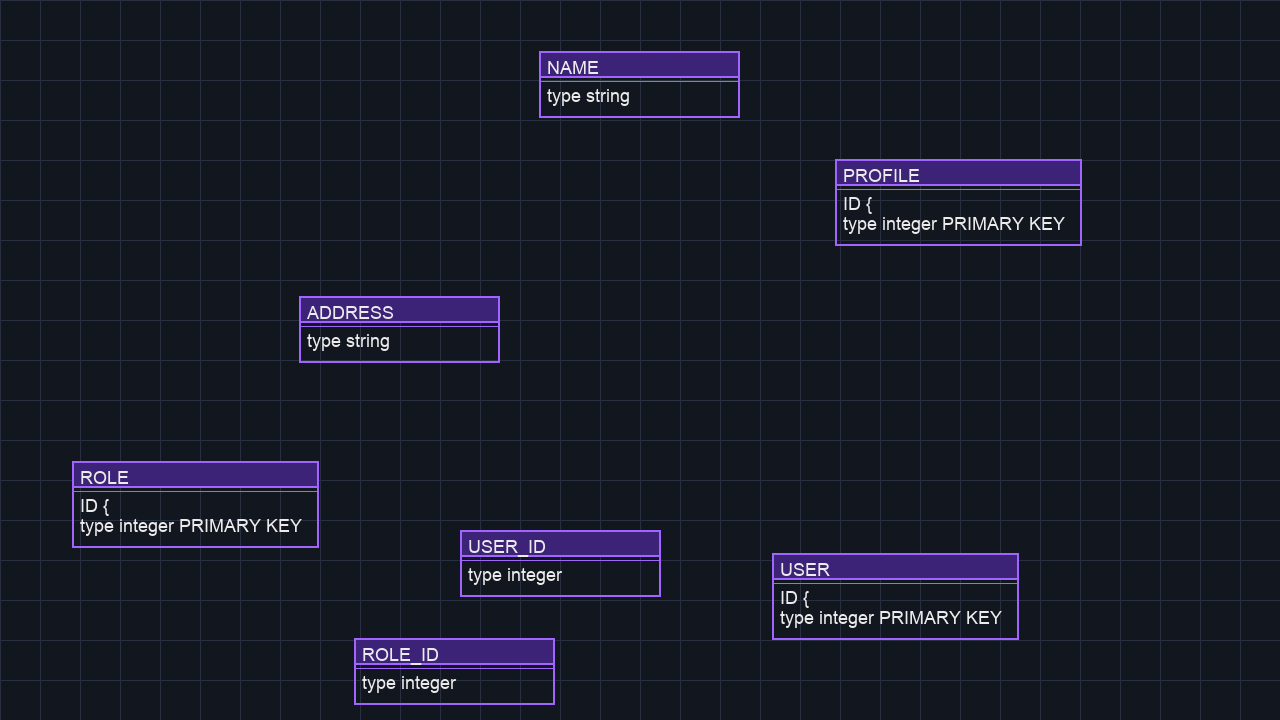 NAME
type string
PROFILE
ID {
type integer PRIMARY KEY
ADDRESS
type string
ROLE
ID {
type integer PRIMARY KEY
USER_ID
type integer
USER
ID {
type integer PRIMARY KEY
ROLE_ID
type integer